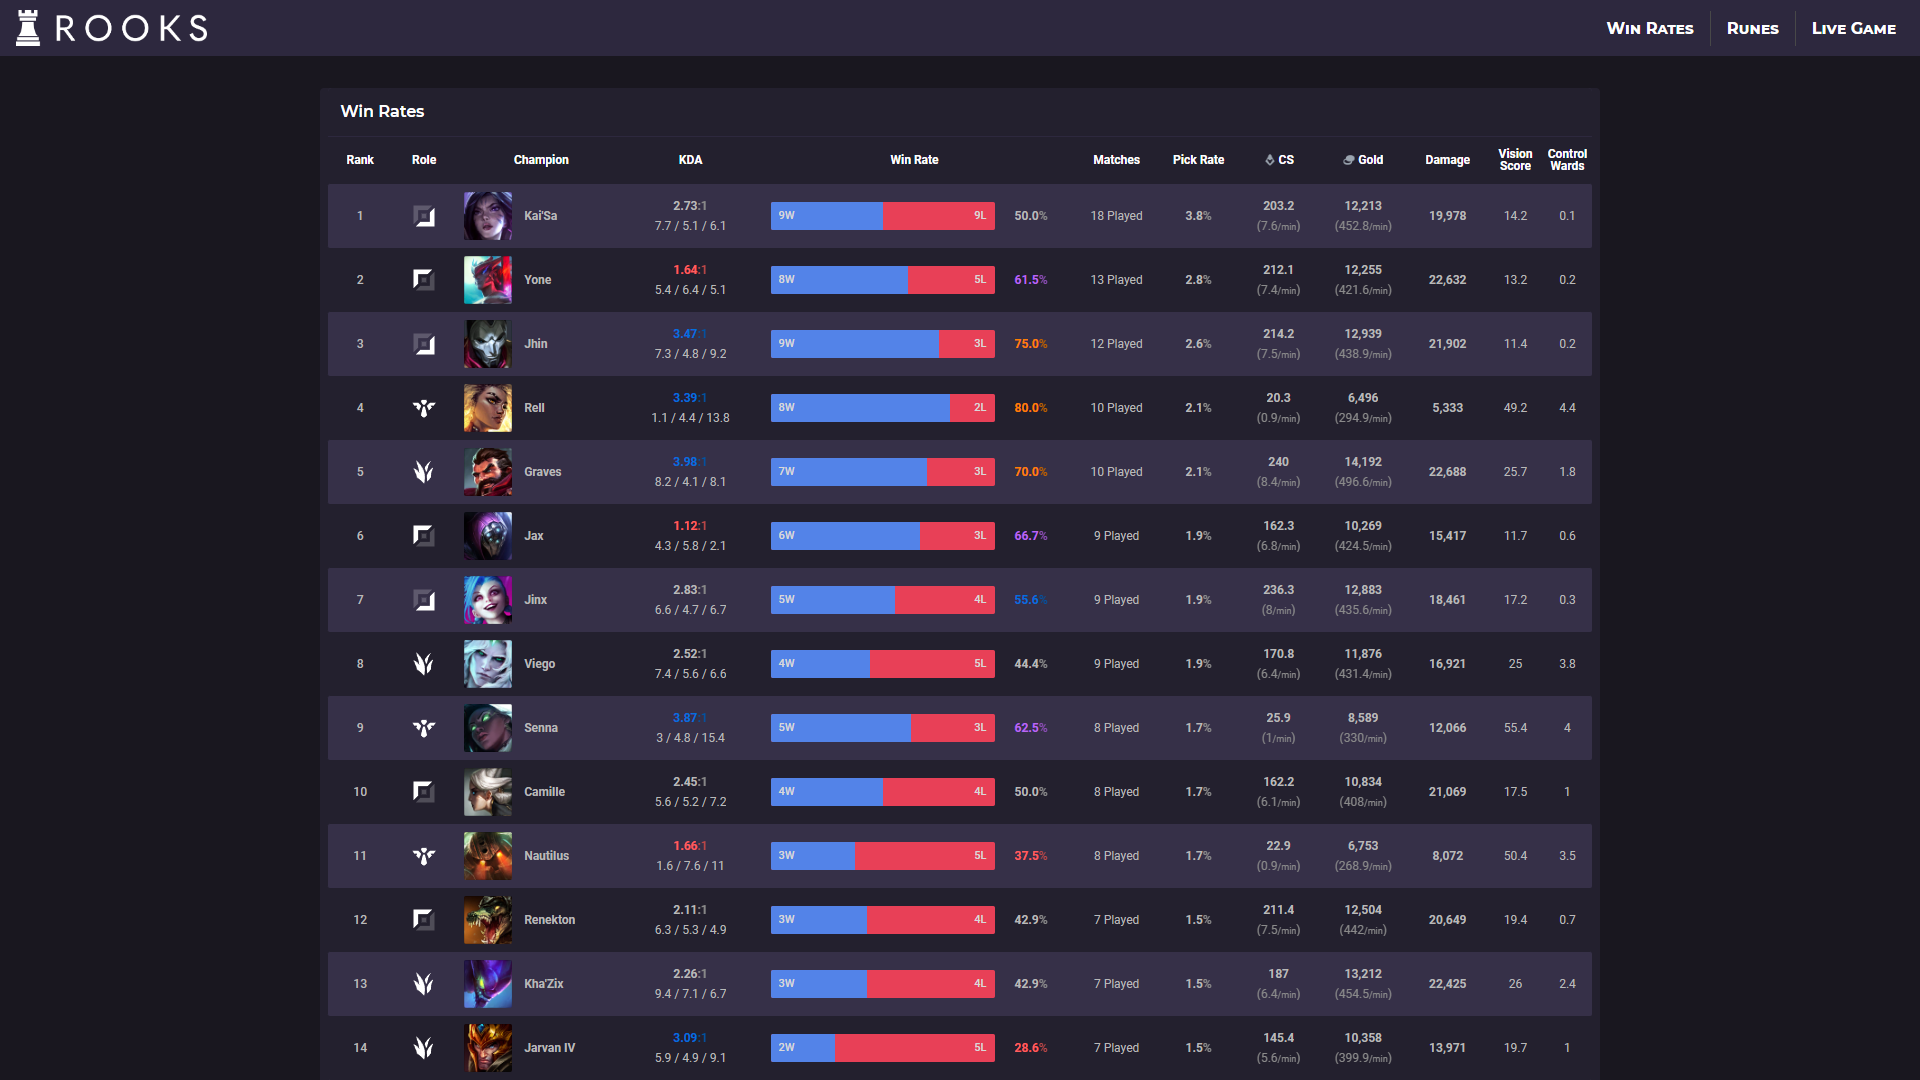 ROOKS
Win Rates Runes Live Game
Win Rates
Rank Role Champion KDA Win Rate Matches Pick Rate CS Gold Damage Vision Score Control Wards
1 Kai'Sa 2.73:1 7.7 / 5.1 / 6.1 9W 9L 50.0% 18 Played 3.8% 203.2 (7.6/min) 12,213 (452.8/min) 19,978 14.2 0.1
2 Yone 1.64:1 5.4 / 6.4 / 5.1 8W 5L 61.5% 13 Played 2.8% 212.1 (7.4/min) 12,255 (421.6/min) 22,632 13.2 0.2
3 Jhin 3.47:1 7.3 / 4.8 / 9.2 9W 3L 75.0% 12 Played 2.6% 214.2 (7.5/min) 12,939 (438.9/min) 21,902 11.4 0.2
4 Rell 3.39:1 1.1 / 4.4 / 13.8 8W 2L 80.0% 10 Played 2.1% 20.3 (0.9/min) 6,496 (294.9/min) 5,333 49.2 4.4
5 Graves 3.98:1 8.2 / 4.1 / 8.1 7W 3L 70.0% 10 Played 2.1% 240 (8.4/min) 14,192 (496.6/min) 22,688 25.7 1.8
6 Jax 1.12:1 4.3 / 5.8 / 2.1 6W 3L 66.7% 9 Played 1.9% 162.3 (6.8/min) 10,269 (424.5/min) 15,417 11.7 0.6
7 Jinx 2.83:1 6.6 / 4.7 / 6.7 5W 4L 55.6% 9 Played 1.9% 236.3 (8/min) 12,883 (435.6/min) 18,461 17.2 0.3
8 Viego 2.52:1 7.4 / 5.6 / 6.6 4W 5L 44.4% 9 Played 1.9% 170.8 (6.4/min) 11,876 (431.4/min) 16,921 25 3.8
9 Senna 3.87:1 3 / 4.8 / 15.4 5W 3L 62.5% 8 Played 1.7% 25.9 (1/min) 8,589 (330/min) 12,066 55.4 4
10 Camille 2.45:1 5.6 / 5.2 / 7.2 4W 4L 50.0% 8 Played 1.7% 162.2 (6.1/min) 10,834 (408/min) 21,069 17.5 1
11 Nautilus 1.66:1 1.6 / 7.6 / 11 3W 5L 37.5% 8 Played 1.7% 22.9 (0.9/min) 6,753 (268.9/min) 8,072 50.4 3.5
12 Renekton 2.11:1 6.3 / 5.3 / 4.9 3W 4L 42.9% 7 Played 1.5% 211.4 (7.5/min) 12,504 (442/min) 20,649 19.4 0.7
13 Kha'Zix 2.26:1 9.4 / 7.1 / 6.7 3W 4L 42.9% 7 Played 1.5% 187 (6.4/min) 13,212 (454.5/min) 22,425 26 2.4
14 Jarvan IV 3.09:1 5.9 / 4.9 / 9.1 2W 5L 28.6% 7 Played 1.5% 145.4 (5.6/min) 10,358 (399.9/min) 13,971 19.7 1